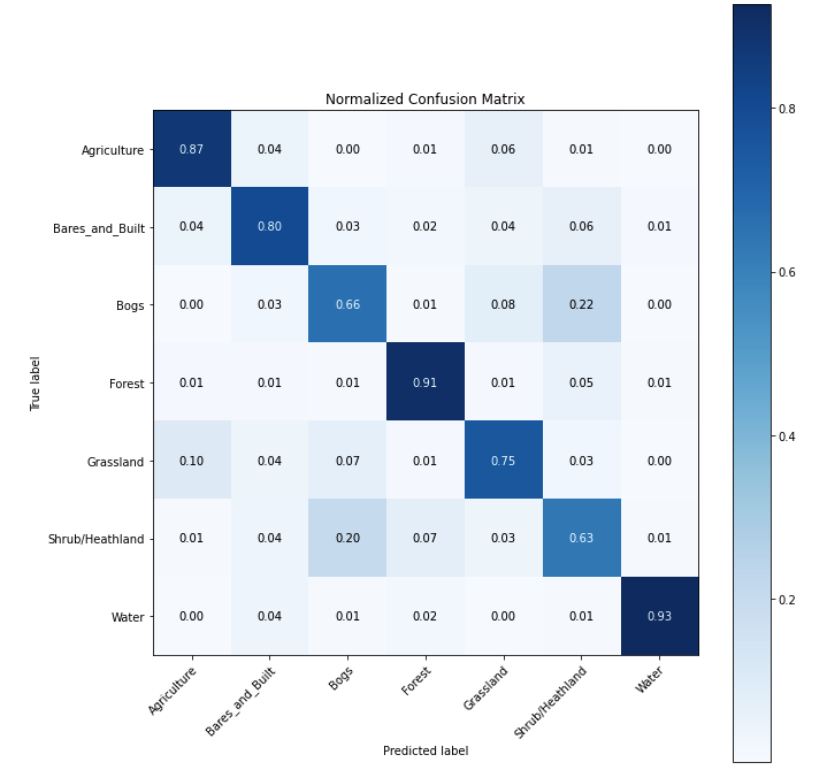 Normalized Confusion Matrix
True label
Agriculture 0.87 0.04 0.00 0.01 0.06 0.01 0.00
Bares_and_Built 0.04 0.80 0.03 0.02 0.04 0.06 0.01
Bogs 0.00 0.03 0.66 0.01 0.08 0.22 0.00
Forest 0.01 0.01 0.01 0.91 0.01 0.05 0.01
Grassland 0.10 0.04 0.07 0.01 0.75 0.03 0.00
Shrub/Heathland 0.01 0.04 0.20 0.07 0.03 0.63 0.01
Water 0.00 0.04 0.01 0.02 0.00 0.01 0.93
Agriculture Bares_and_Built Bogs Forest Grassland Shrub/Heathland Water
Predicted label
0.8
0.6
0.4
0.2